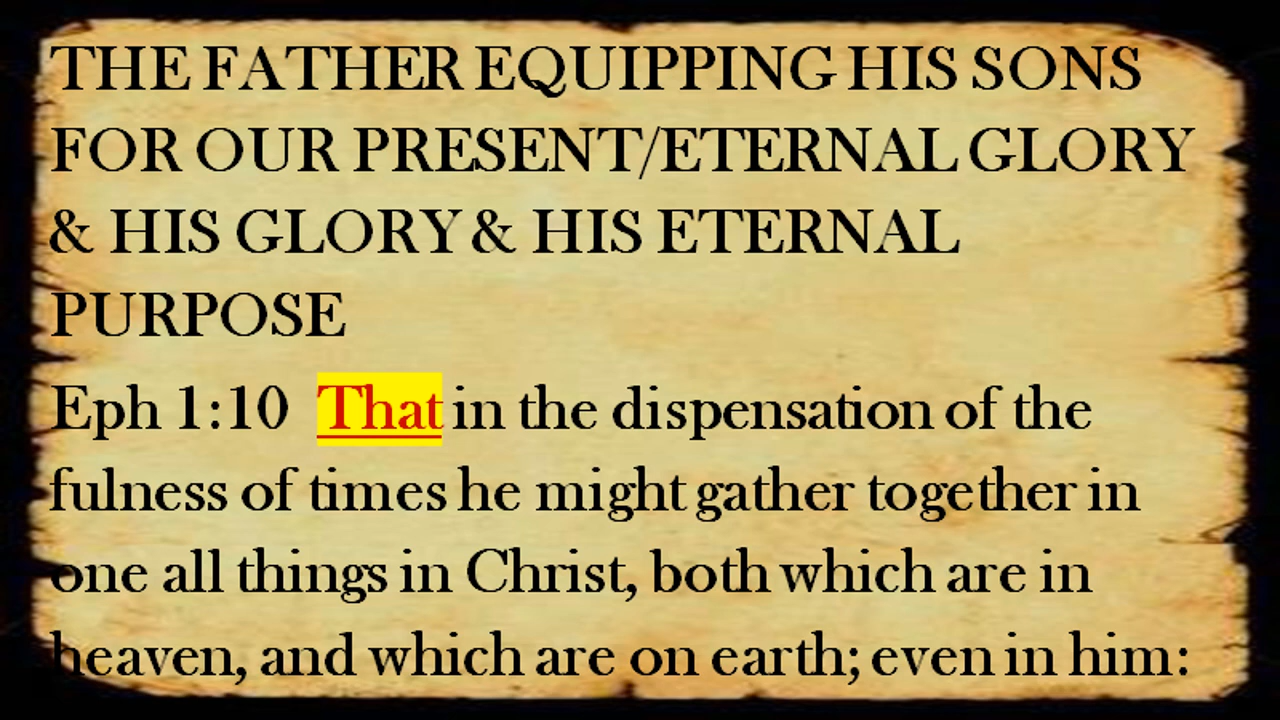 THE FATHER EQUIPPING HIS SONS
FOR OUR PRESENT/ETERNAL GLORY
& HIS GLORY & HIS ETERNAL
PURPOSE
Eph 1:10 That in the dispensation of the
fulness of times he might gather together in
one all things in Christ, both which are in
heaven, and which are on earth; even in him: